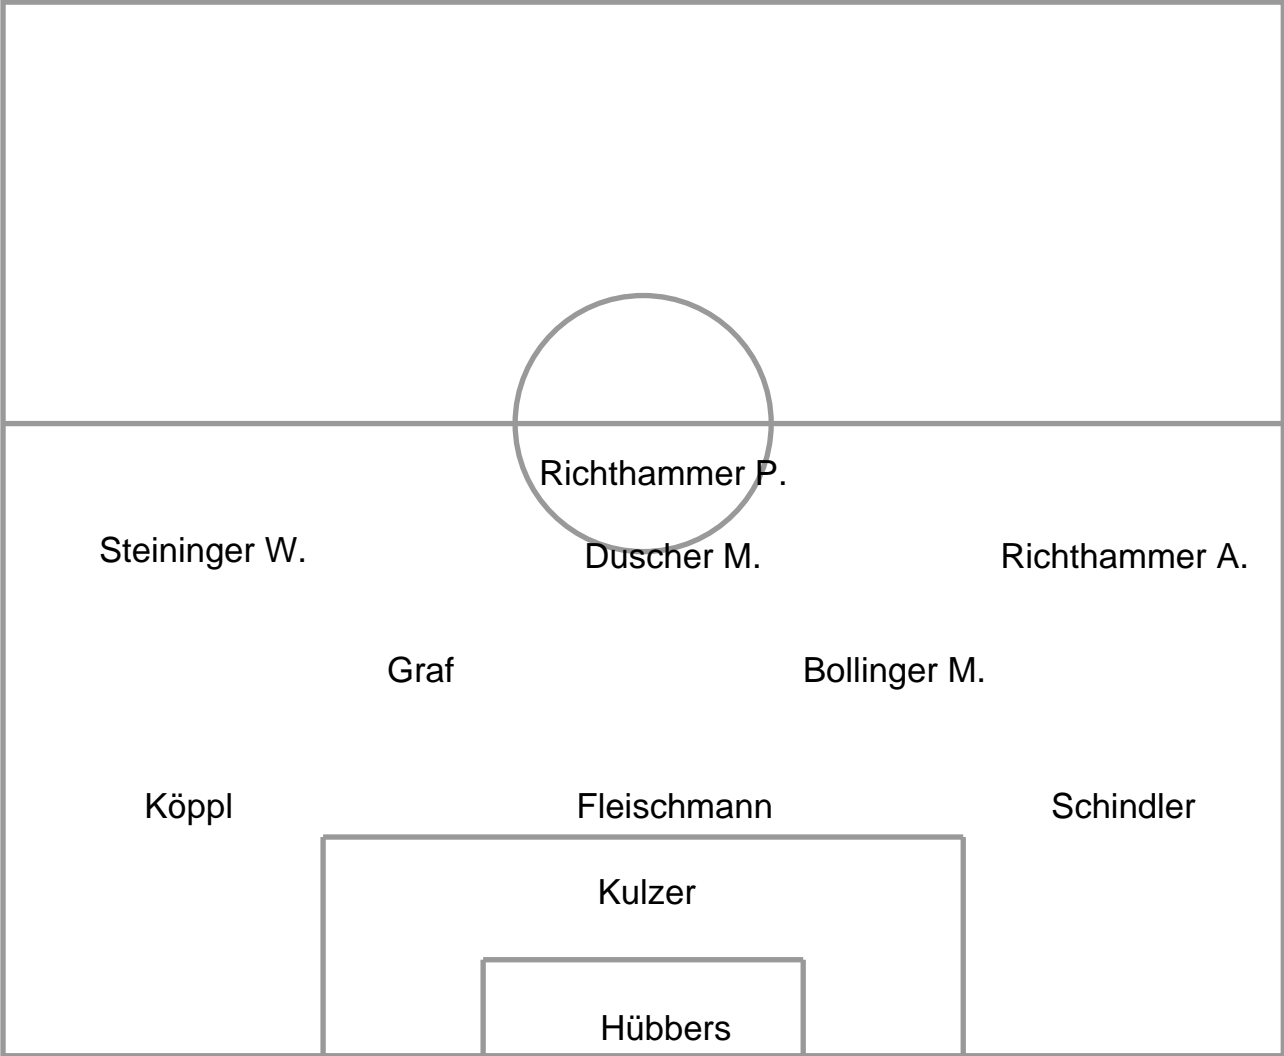 Richthammer P.
Steininger W.
Duscher M.
Richthammer A.
Graf
Bollinger M.
Köppl
Fleischmann
Schindler
Kulzer
Hübbers